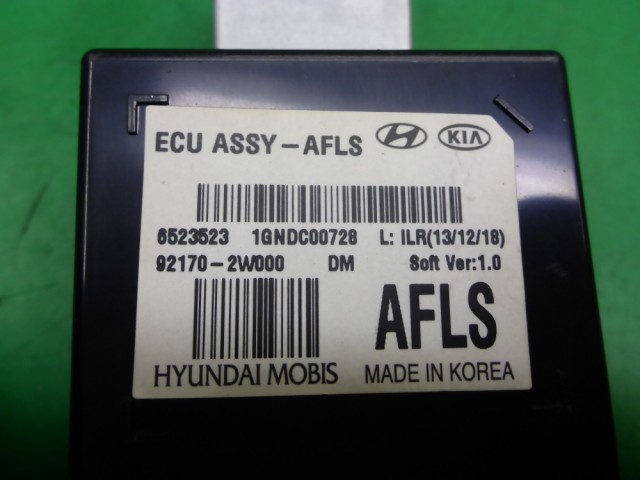 ECU ASSY-AFLS KIA
6523523 1GNDC00728 L: ILR(13/12/18)
92170-2W000 DM Soft Ver:1.0
AFLS
HYUNDAI MOBIS MADE IN KOREA